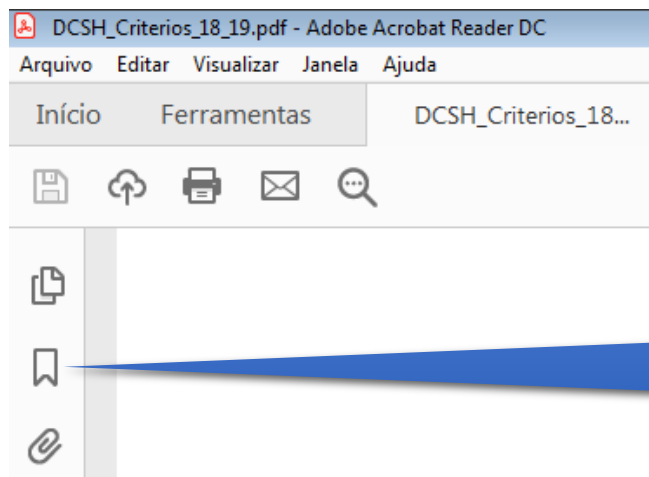 DCSH_Criterios_18_19.pdf - Adobe Acrobat Reader DC
Arquivo Editar Visualizar Janela Ajuda
Início Ferramentas DCSH_Criterios_18...